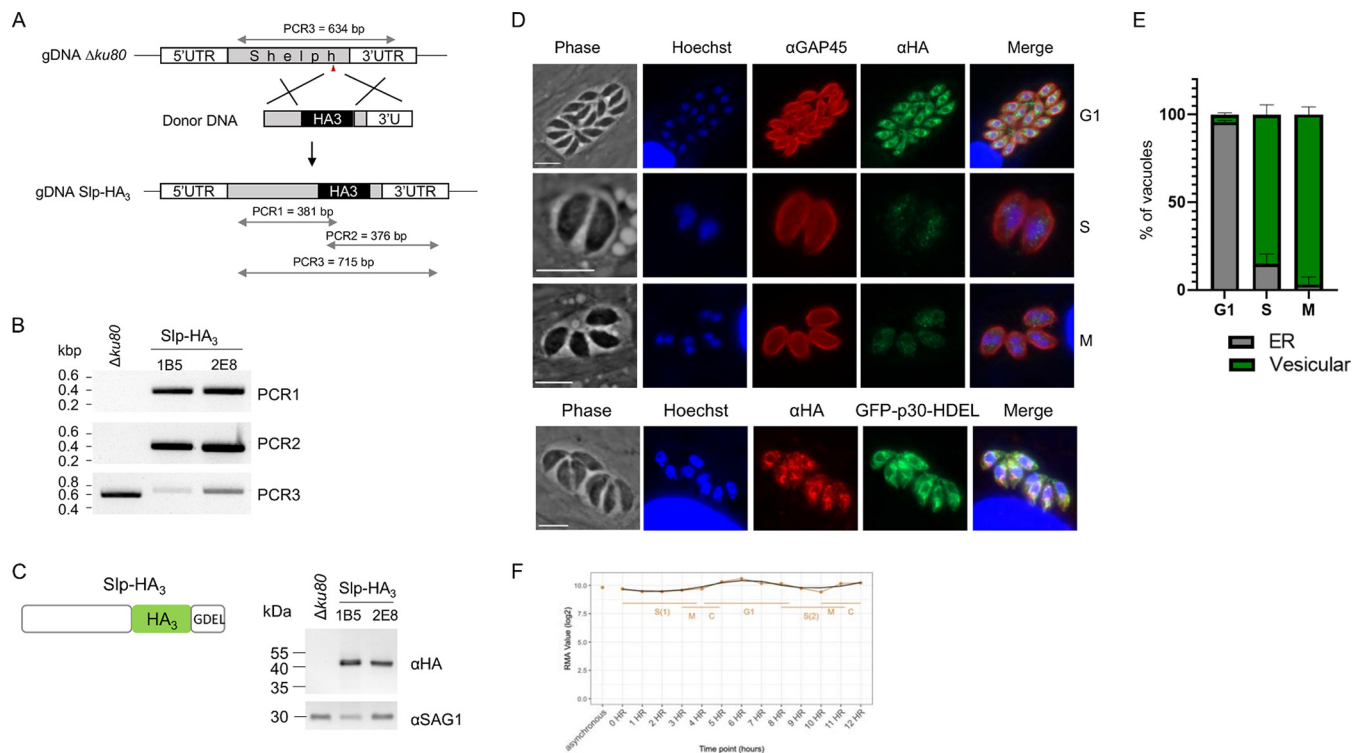 A
PCR3 = 634 bp
gDNA Δku80
5'UTR
Shelph
3'UTR
Donor DNA
HA3
3'U
gDNA Slp-HA3
5'UTR
HA3
3'UTR
PCR1 = 381 bp
PCR2 = 376 bp
PCR3 = 715 bp
B
kbp
Δku80
Slp-HA3
1B5 2E8
0.6
0.4
0.2
PCR1
0.6
0.4
0.2
PCR2
0.8
0.6
0.4
PCR3
C
Slp-HA3
HA3
GDEL
kDa
Δku80
Slp-HA3
1B5 2E8
55
40
35
αHA
30
αSAG1
D
Phase Hoechst αGAP45 αHA Merge
G1
S
M
Phase Hoechst αHA GFP-p30-HDEL Merge
E
% of vacuoles
100
50
0
G1 S M
ER
Vesicular
F
RMA Value (log2)
10.0
7.5
5.0
2.5
0.0
S(1) M C G1 S(2) M C
asynchronous
0 HR
1 HR
2 HR
3 HR
4 HR
5 HR
6 HR
7 HR
8 HR
9 HR
10 HR
11 HR
12 HR
Time point (hours)